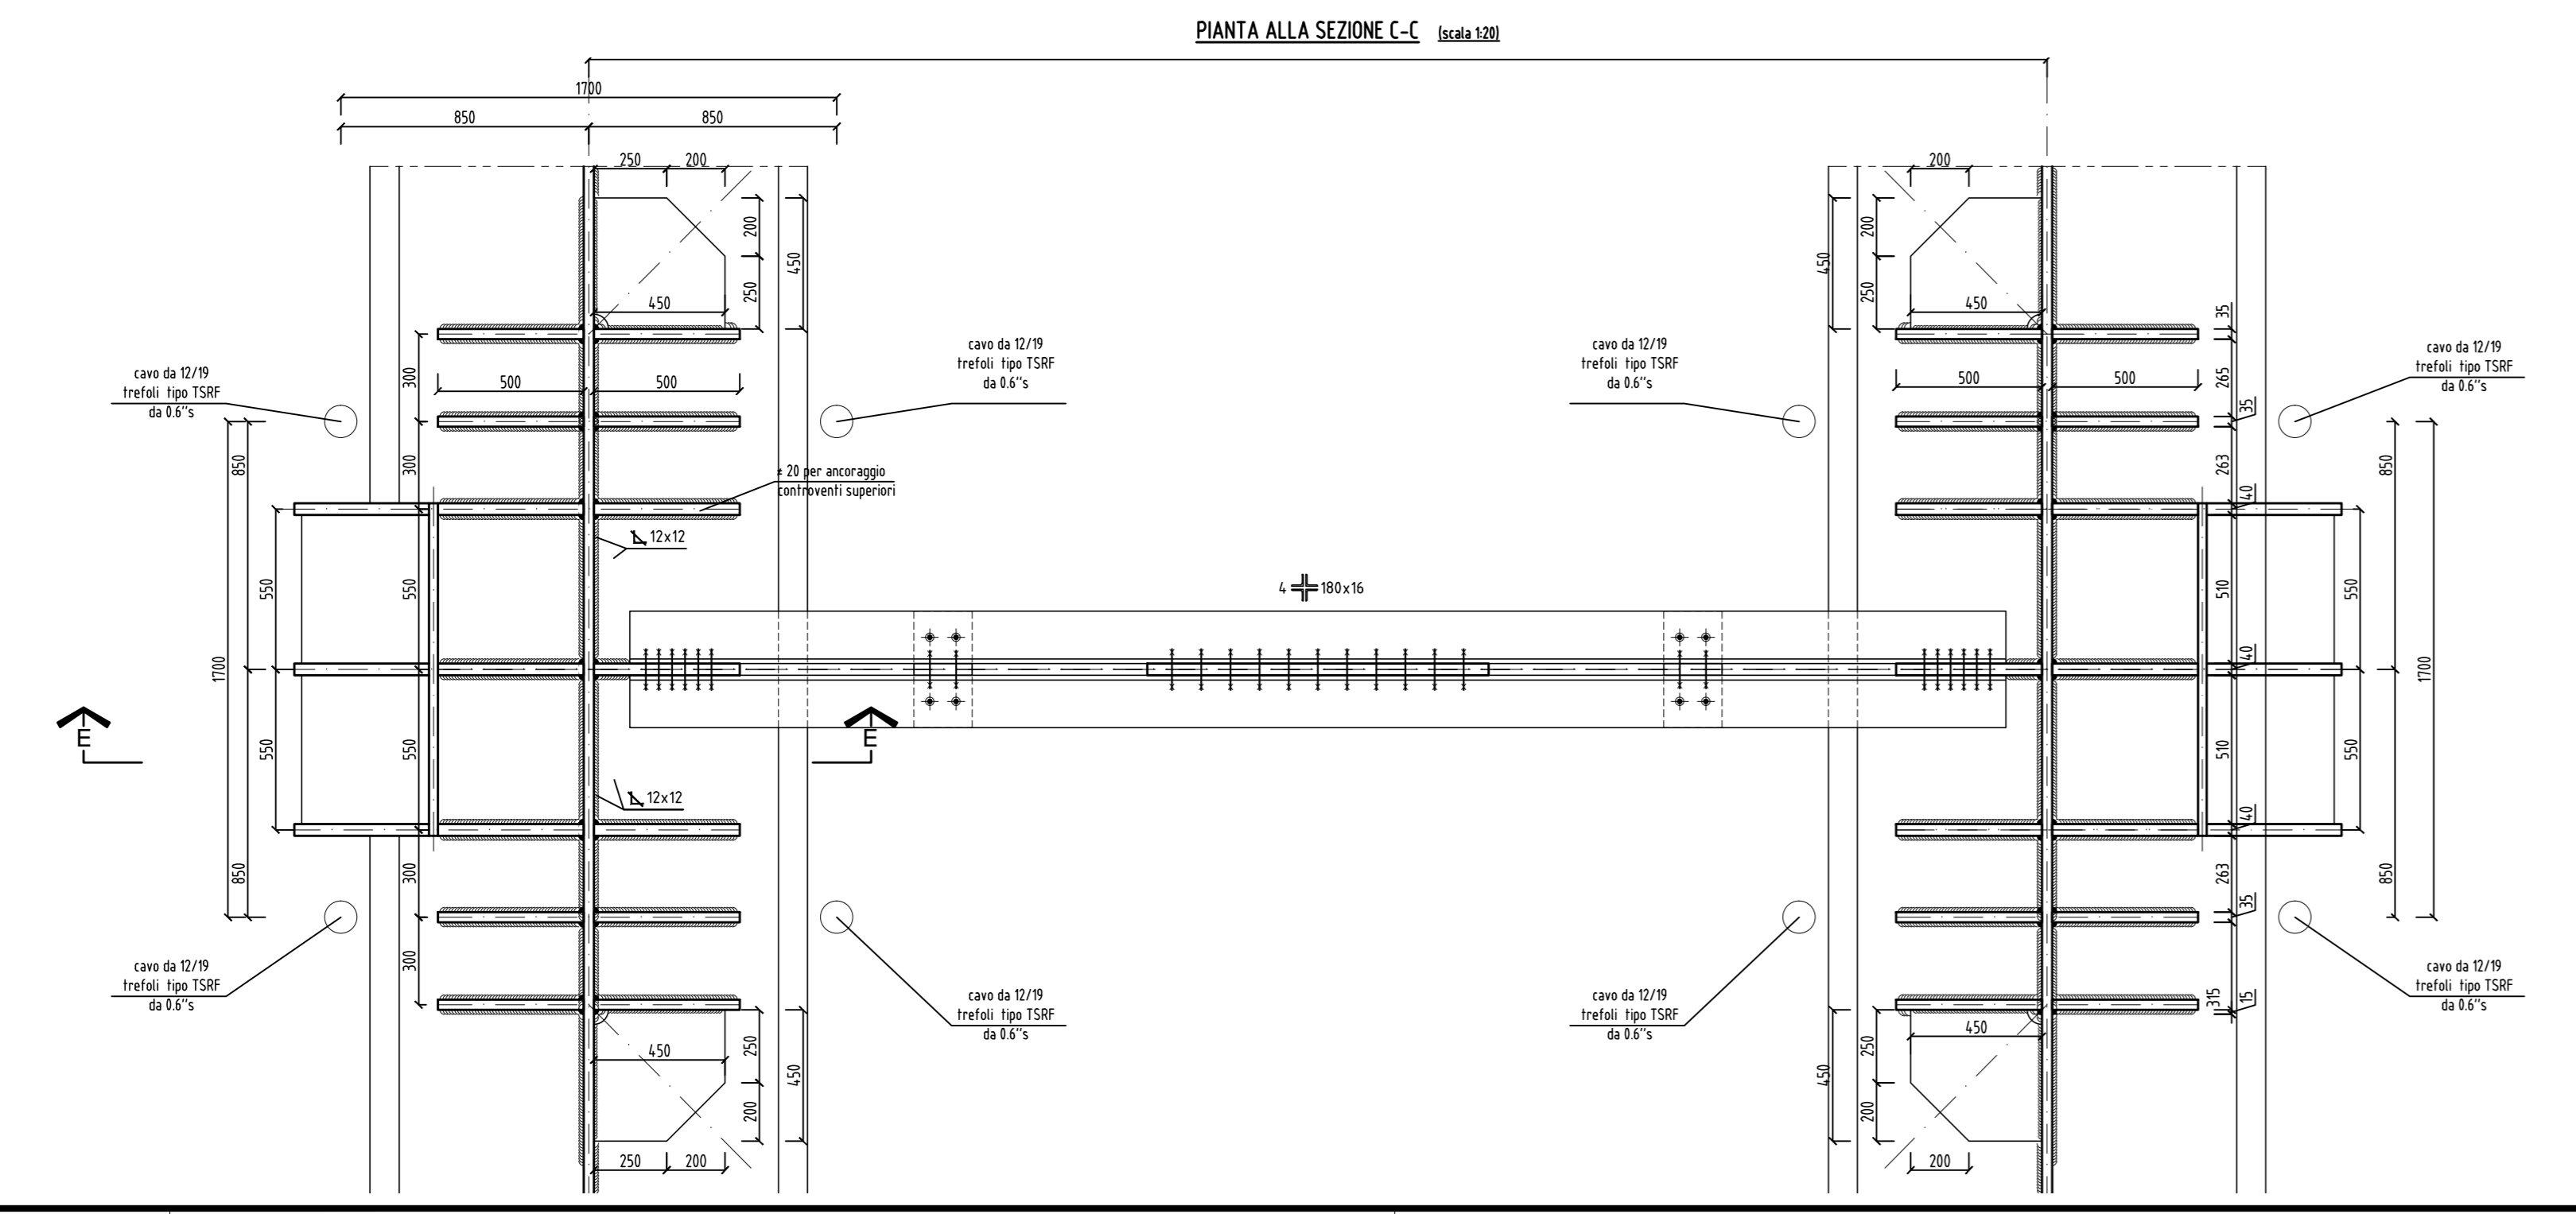 PIANTA ALLA SEZIONE C-C (scala 1:20)
1700
850 850
250 200
200
200
450
250
450
200
450
250
450
35
cavo da 12/19
trefoli tipo TSRF
da 0.6''s
cavo da 12/19
trefoli tipo TSRF
da 0.6''s
cavo da 12/19
trefoli tipo TSRF
da 0.6''s
cavo da 12/19
trefoli tipo TSRF
da 0.6''s
300
500 500
500 500
265
35
850
300
≠ 20 per ancoraggio
controventi superiori
263
40
850
12x12
550
550
4 180x16
510
550
1700
40
1700
E
E
550
550
12x12
510
550
40
850
300
263
35
850
300
cavo da 12/19
trefoli tipo TSRF
da 0.6''s
cavo da 12/19
trefoli tipo TSRF
da 0.6''s
cavo da 12/19
trefoli tipo TSRF
da 0.6''s
cavo da 12/19
trefoli tipo TSRF
da 0.6''s
315
15
450
250
450
200
450
250
450
200
250 200
200